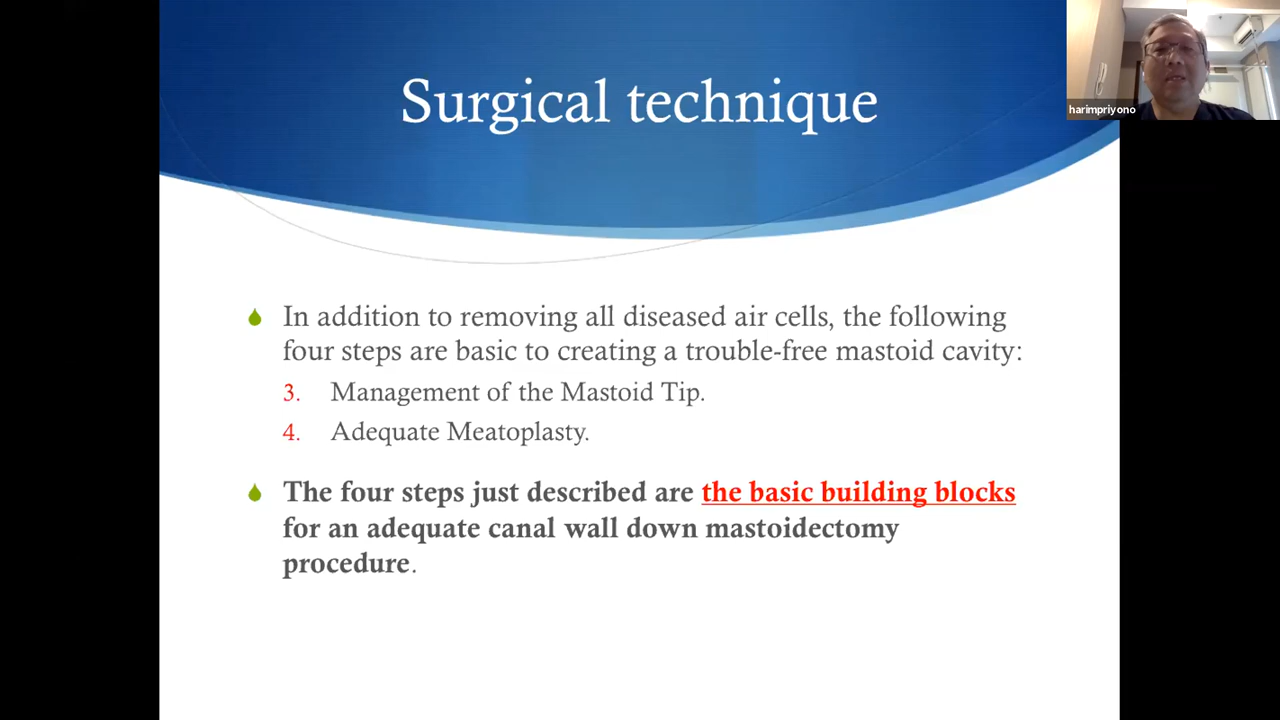 Surgical technique
harimpriyono
In addition to removing all diseased air cells, the following
four steps are basic to creating a trouble-free mastoid cavity:
3. Management of the Mastoid Tip.
4. Adequate Meatoplasty.
The four steps just described are the basic building blocks
for an adequate canal wall down mastoidectomy
procedure.